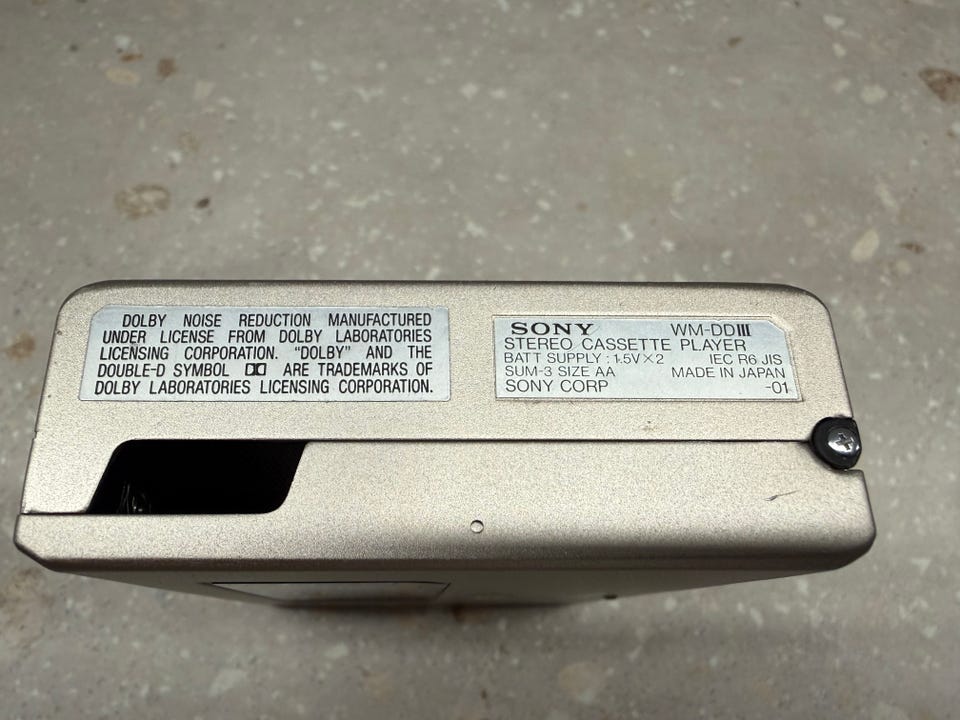 DOLBY NOISE REDUCTION MANUFACTURED
UNDER LICENSE FROM DOLBY LABORATORIES
LICENSING CORPORATION. "DOLBY" AND THE
DOUBLE-D SYMBOL ARE TRADEMARKS OF
DOLBY LABORATORIES LICENSING CORPORATION.
SONY WM-DDIII
STEREO CASSETTE PLAYER
BATT SUPPLY : 1.5V×2 IEC R6 JIS
SUM-3 SIZE AA MADE IN JAPAN
SONY CORP -01